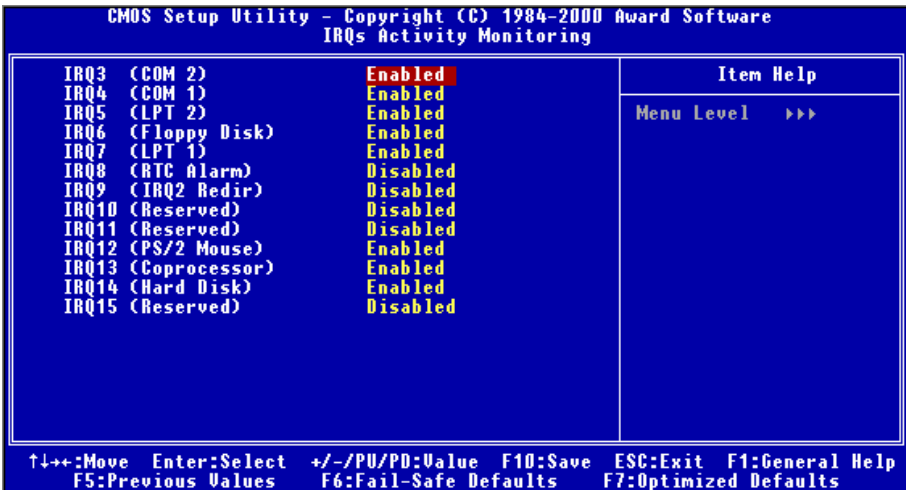 CMOS Setup Utility - Copyright (C) 1984-2000 Award Software
IRQs Activity Monitoring
IRQ3 (COM 2) Enabled
IRQ4 (COM 1) Enabled
IRQ5 (LPT 2) Enabled
IRQ6 (Floppy Disk) Enabled
IRQ7 (LPT 1) Enabled
IRQ8 (RTC Alarm) Disabled
IRQ9 (IRQ2 Redir) Disabled
IRQ10 (Reserved) Disabled
IRQ11 (Reserved) Disabled
IRQ12 (PS/2 Mouse) Enabled
IRQ13 (Coprocessor) Enabled
IRQ14 (Hard Disk) Enabled
IRQ15 (Reserved) Disabled
Item Help
Menu Level ▸▸▸
↑↓→←:Move Enter:Select +/-/PU/PD:Value F10:Save ESC:Exit F1:General Help
F5:Previous Values F6:Fail-Safe Defaults F7:Optimized Defaults